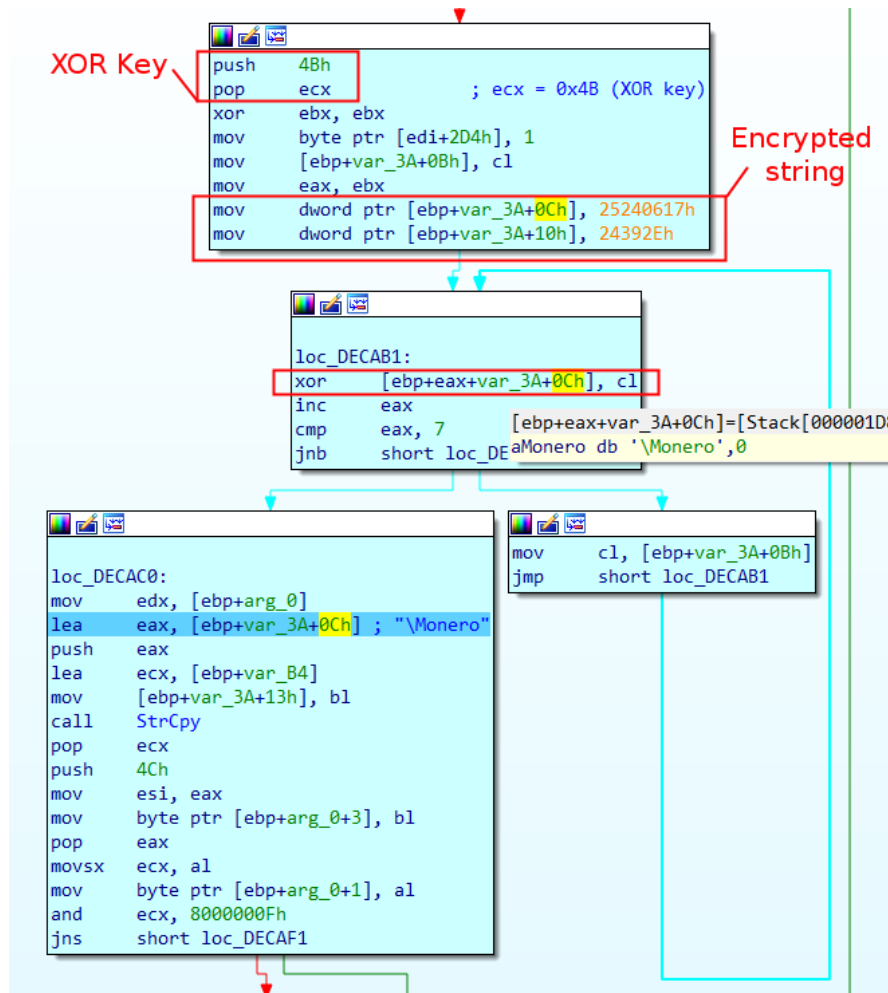 XOR Key
push 4Bh
pop ecx ; ecx = 0x4B (XOR key)
xor ebx, ebx
mov byte ptr [edi+2D4h], 1
mov [ebp+var_3A+0Bh], cl
mov eax, ebx
mov dword ptr [ebp+var_3A+0Ch], 25240617h
mov dword ptr [ebp+var_3A+10h], 24392Eh
Encrypted
string
loc_DECAB1:
xor [ebp+eax+var_3A+0Ch], cl
inc eax
cmp eax, 7
jnb short loc_DE
[ebp+eax+var_3A+0Ch]=[Stack[000001D8
aMonero db '\Monero',0
loc_DECAC0:
mov edx, [ebp+arg_0]
lea eax, [ebp+var_3A+0Ch] ; "\Monero"
push eax
lea ecx, [ebp+var_B4]
mov [ebp+var_3A+13h], bl
call StrCpy
pop ecx
push 4Ch
mov esi, eax
mov byte ptr [ebp+arg_0+3], bl
pop eax
movsx ecx, al
mov byte ptr [ebp+arg_0+1], al
and ecx, 8000000Fh
jns short loc_DECAF1
mov cl, [ebp+var_3A+0Bh]
jmp short loc_DECAB1